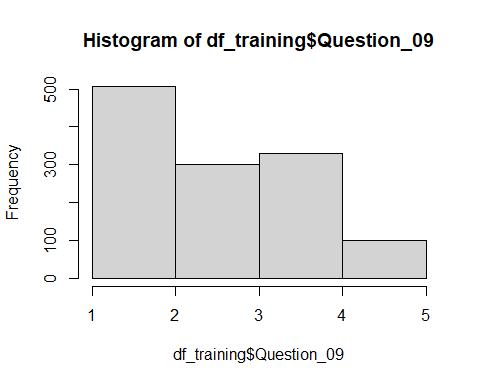 Histogram of df_training$Question_09
Frequency
500
300
100
0
1 2 3 4 5
df_training$Question_09